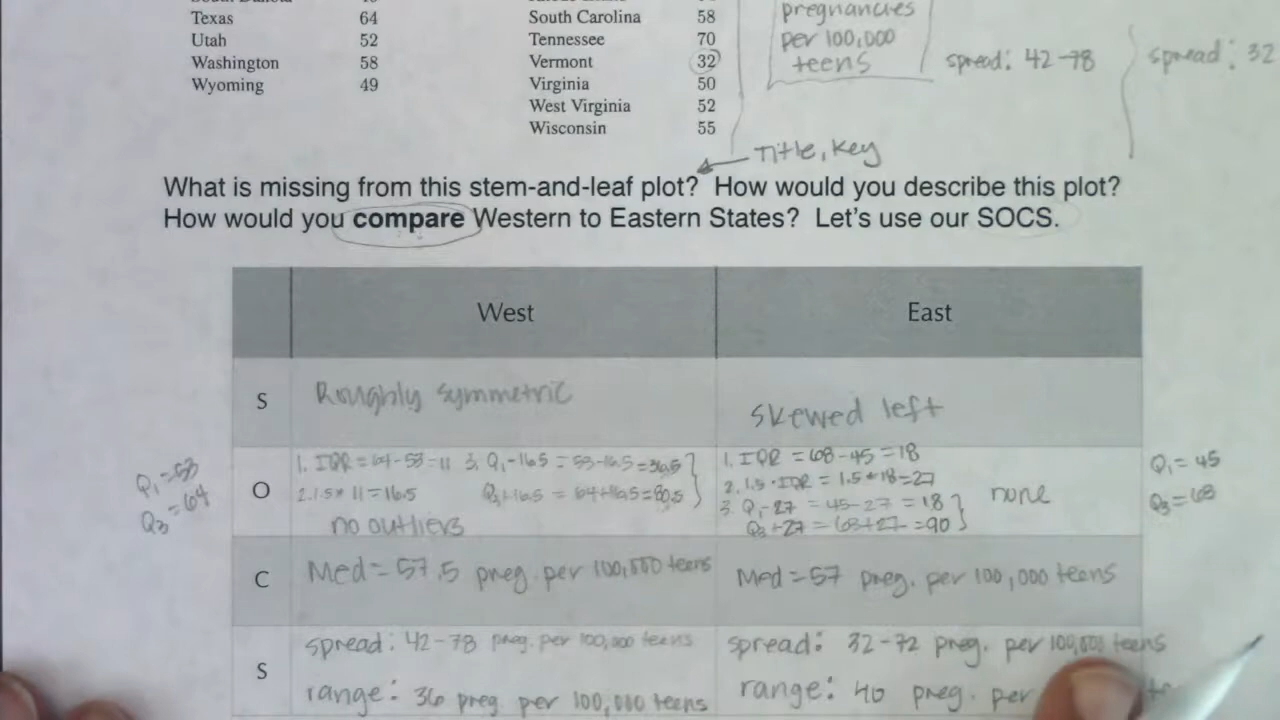 Texas 64 South Carolina 58 pregnancies
Utah 52 Tennessee 70 per 100,000
Washington 58 Vermont 32 teens spread: 42-78 spread: 32
Wyoming 49 Virginia 50
West Virginia 52
Wisconsin 55
Title, Key
What is missing from this stem-and-leaf plot? How would you describe this plot?
How would you compare Western to Eastern States? Let's use our SOCS.
West East
S Roughly symmetric Skewed left
Q₁=53
Q₃=64
O
1. IQR = 64-53=11 3. Q₁-16.5 = 53-16.5=36.5
2. 1.5* 11=16.5 Q₃+16.5 = 64+16.5=80.5
no outliers
1. IQR = 68-45=18
2. 1.5·IQR = 1.5*18=27
3. Q₁-27 = 45-27 = 18
Q₃+27 = 63+27=90
none
Q₁=45
Q₃=63
C Med=57.5 preg. per 100,000 teens Med=57 preg. per 100,000 teens
S
spread: 42-78 preg. per 100,000 teens spread: 32-72 preg. per 100,000 teens
range: 36 preg per 100,000 teens range: 40 preg. per